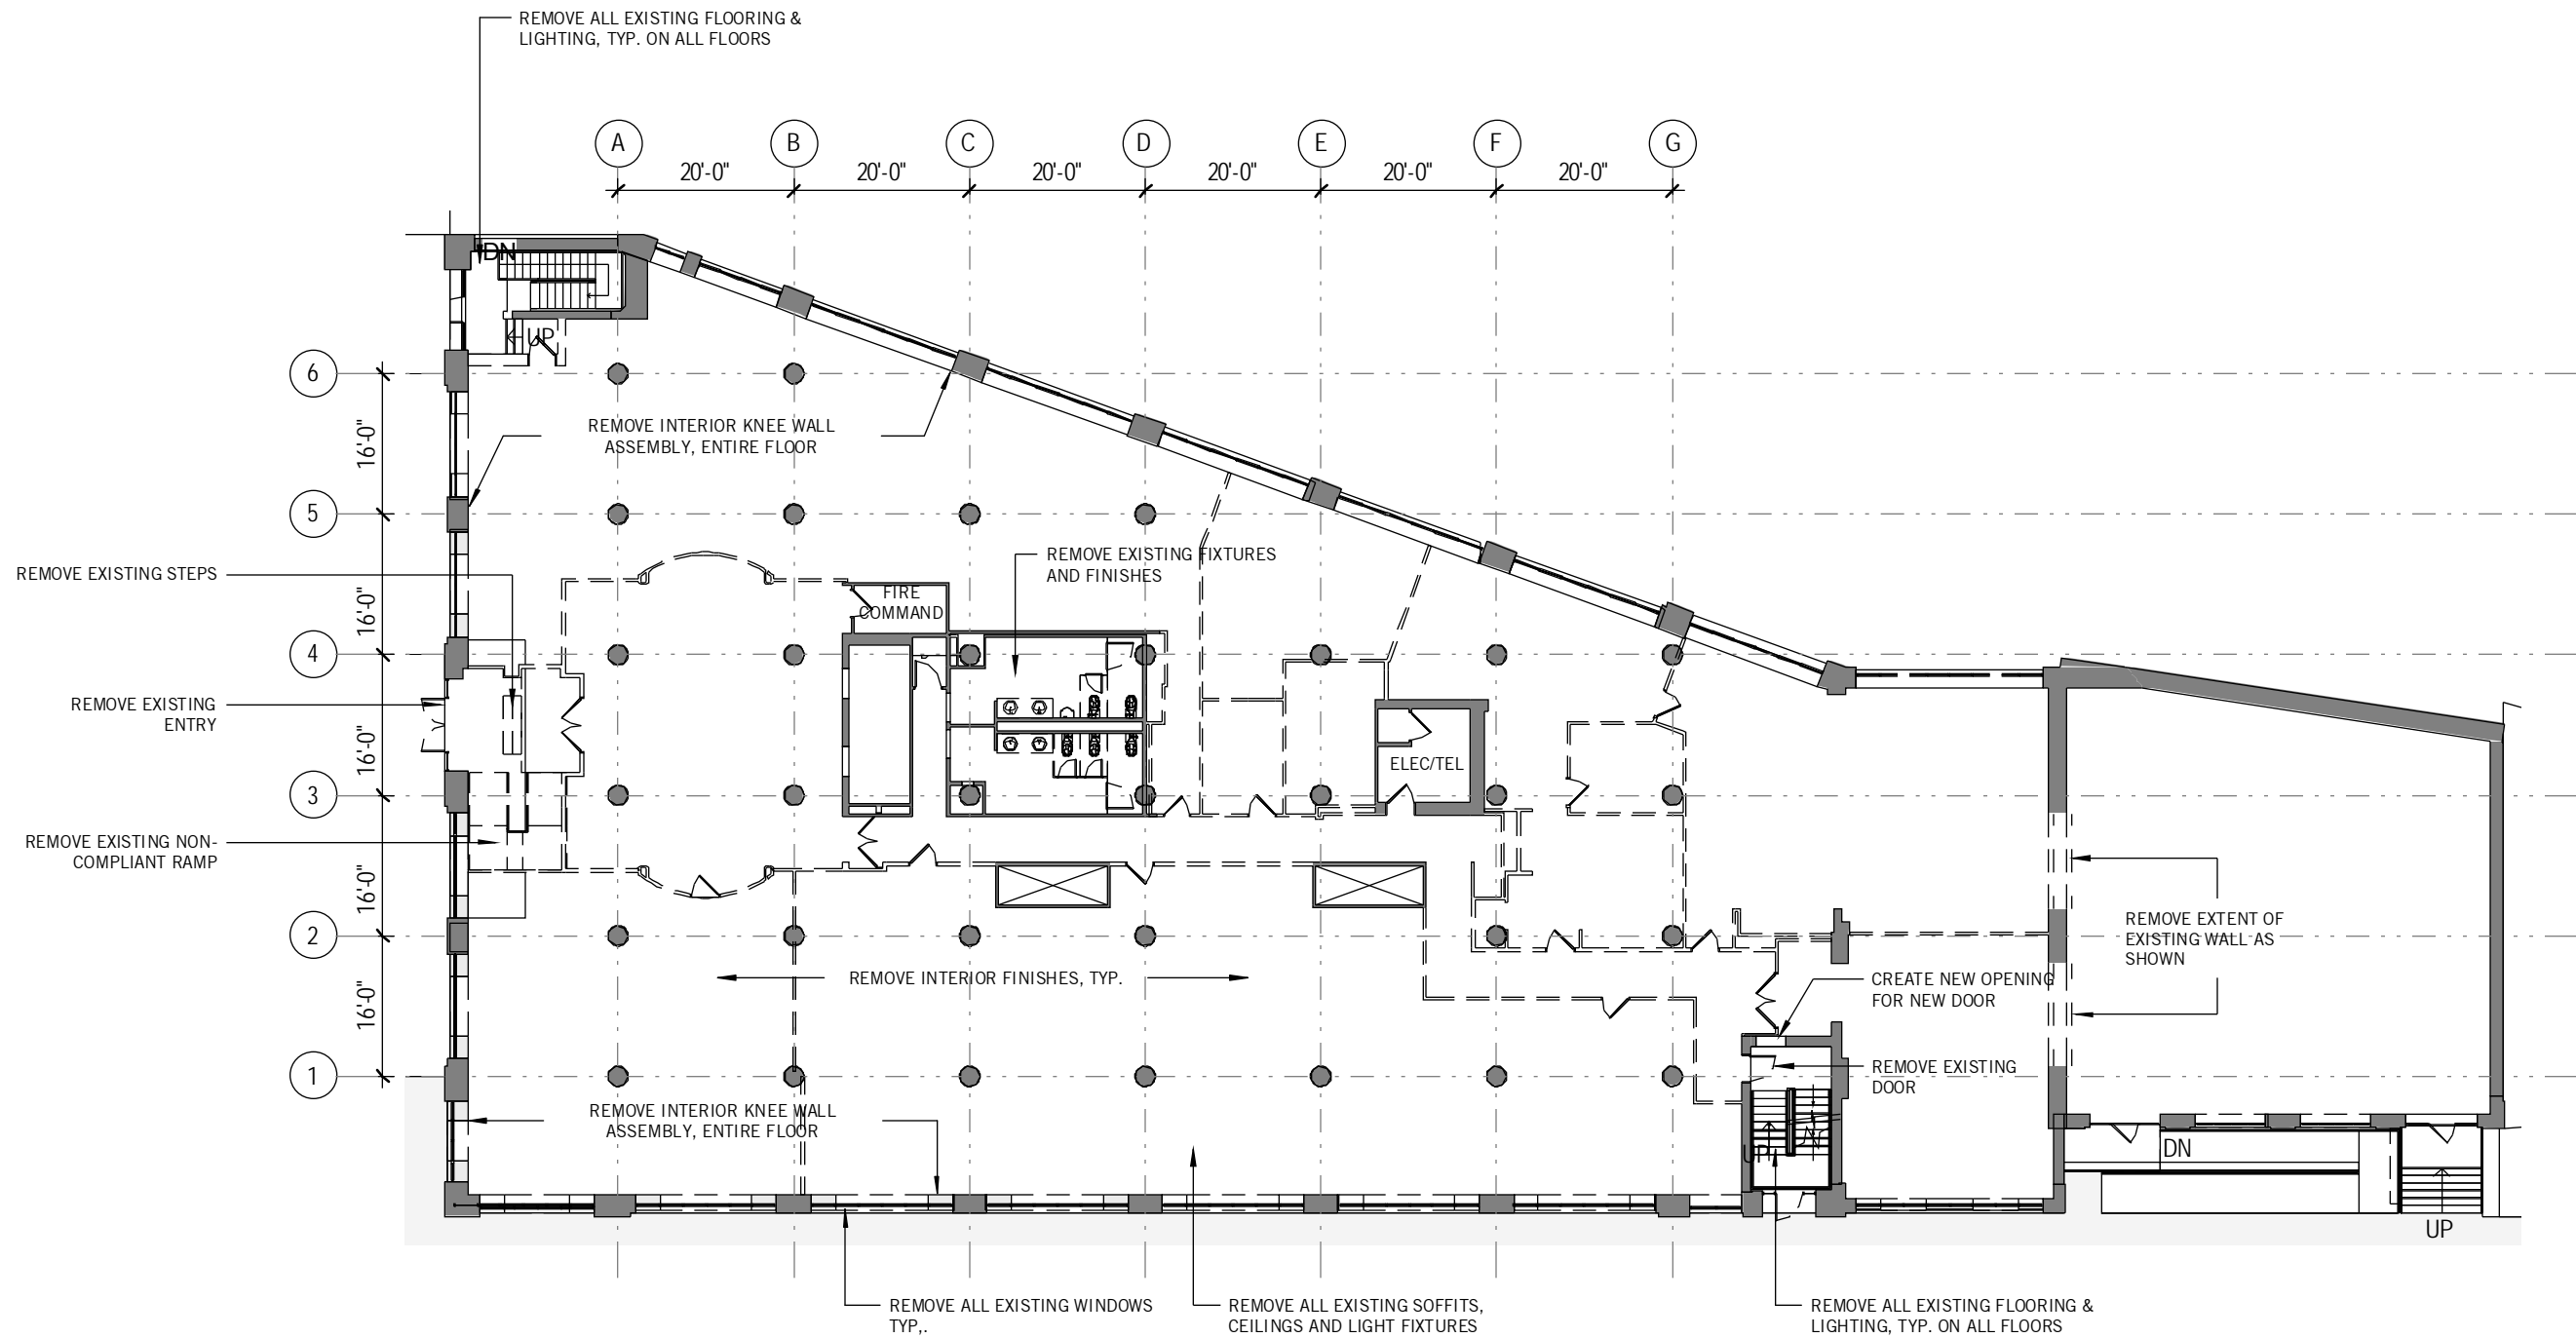 REMOVE ALL EXISTING FLOORING &
LIGHTING, TYP. ON ALL FLOORS
A
B
C
D
E
F
G
20'-0"
20'-0"
20'-0"
20'-0"
20'-0"
20'-0"
DN
UP
6
16'-0"
REMOVE INTERIOR KNEE WALL
ASSEMBLY, ENTIRE FLOOR
5
REMOVE EXISTING STEPS
16'-0"
REMOVE EXISTING FIXTURES
AND FINISHES
FIRE
COMMAND
4
REMOVE EXISTING
ENTRY
16'-0"
ELEC/TEL
3
REMOVE EXISTING NON-
COMPLIANT RAMP
16'-0"
2
REMOVE EXTENT OF
EXISTING WALL AS
SHOWN
REMOVE INTERIOR FINISHES, TYP.
CREATE NEW OPENING
FOR NEW DOOR
16'-0"
1
REMOVE EXISTING
DOOR
REMOVE INTERIOR KNEE WALL
ASSEMBLY, ENTIRE FLOOR
UP
DN
UP
REMOVE ALL EXISTING WINDOWS
TYP,.
REMOVE ALL EXISTING SOFFITS,
CEILINGS AND LIGHT FIXTURES
REMOVE ALL EXISTING FLOORING &
LIGHTING, TYP. ON ALL FLOORS